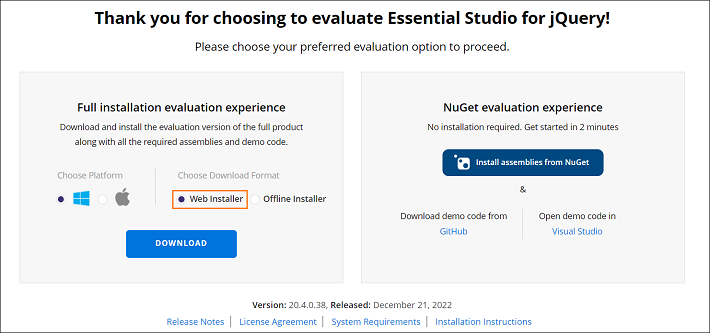 Thank you for choosing to evaluate Essential Studio for jQuery!
Please choose your preferred evaluation option to proceed.
Full installation evaluation experience
Download and install the evaluation version of the full product
along with all the required assemblies and demo code.
Choose Platform
Choose Download Format
Web Installer
Offline Installer
DOWNLOAD
NuGet evaluation experience
No installation required. Get started in 2 minutes
Install assemblies from NuGet
&
Download demo code from
GitHub
Open demo code in
Visual Studio
Version: 20.4.0.38, Released: December 21, 2022
Release Notes | License Agreement | System Requirements | Installation Instructions